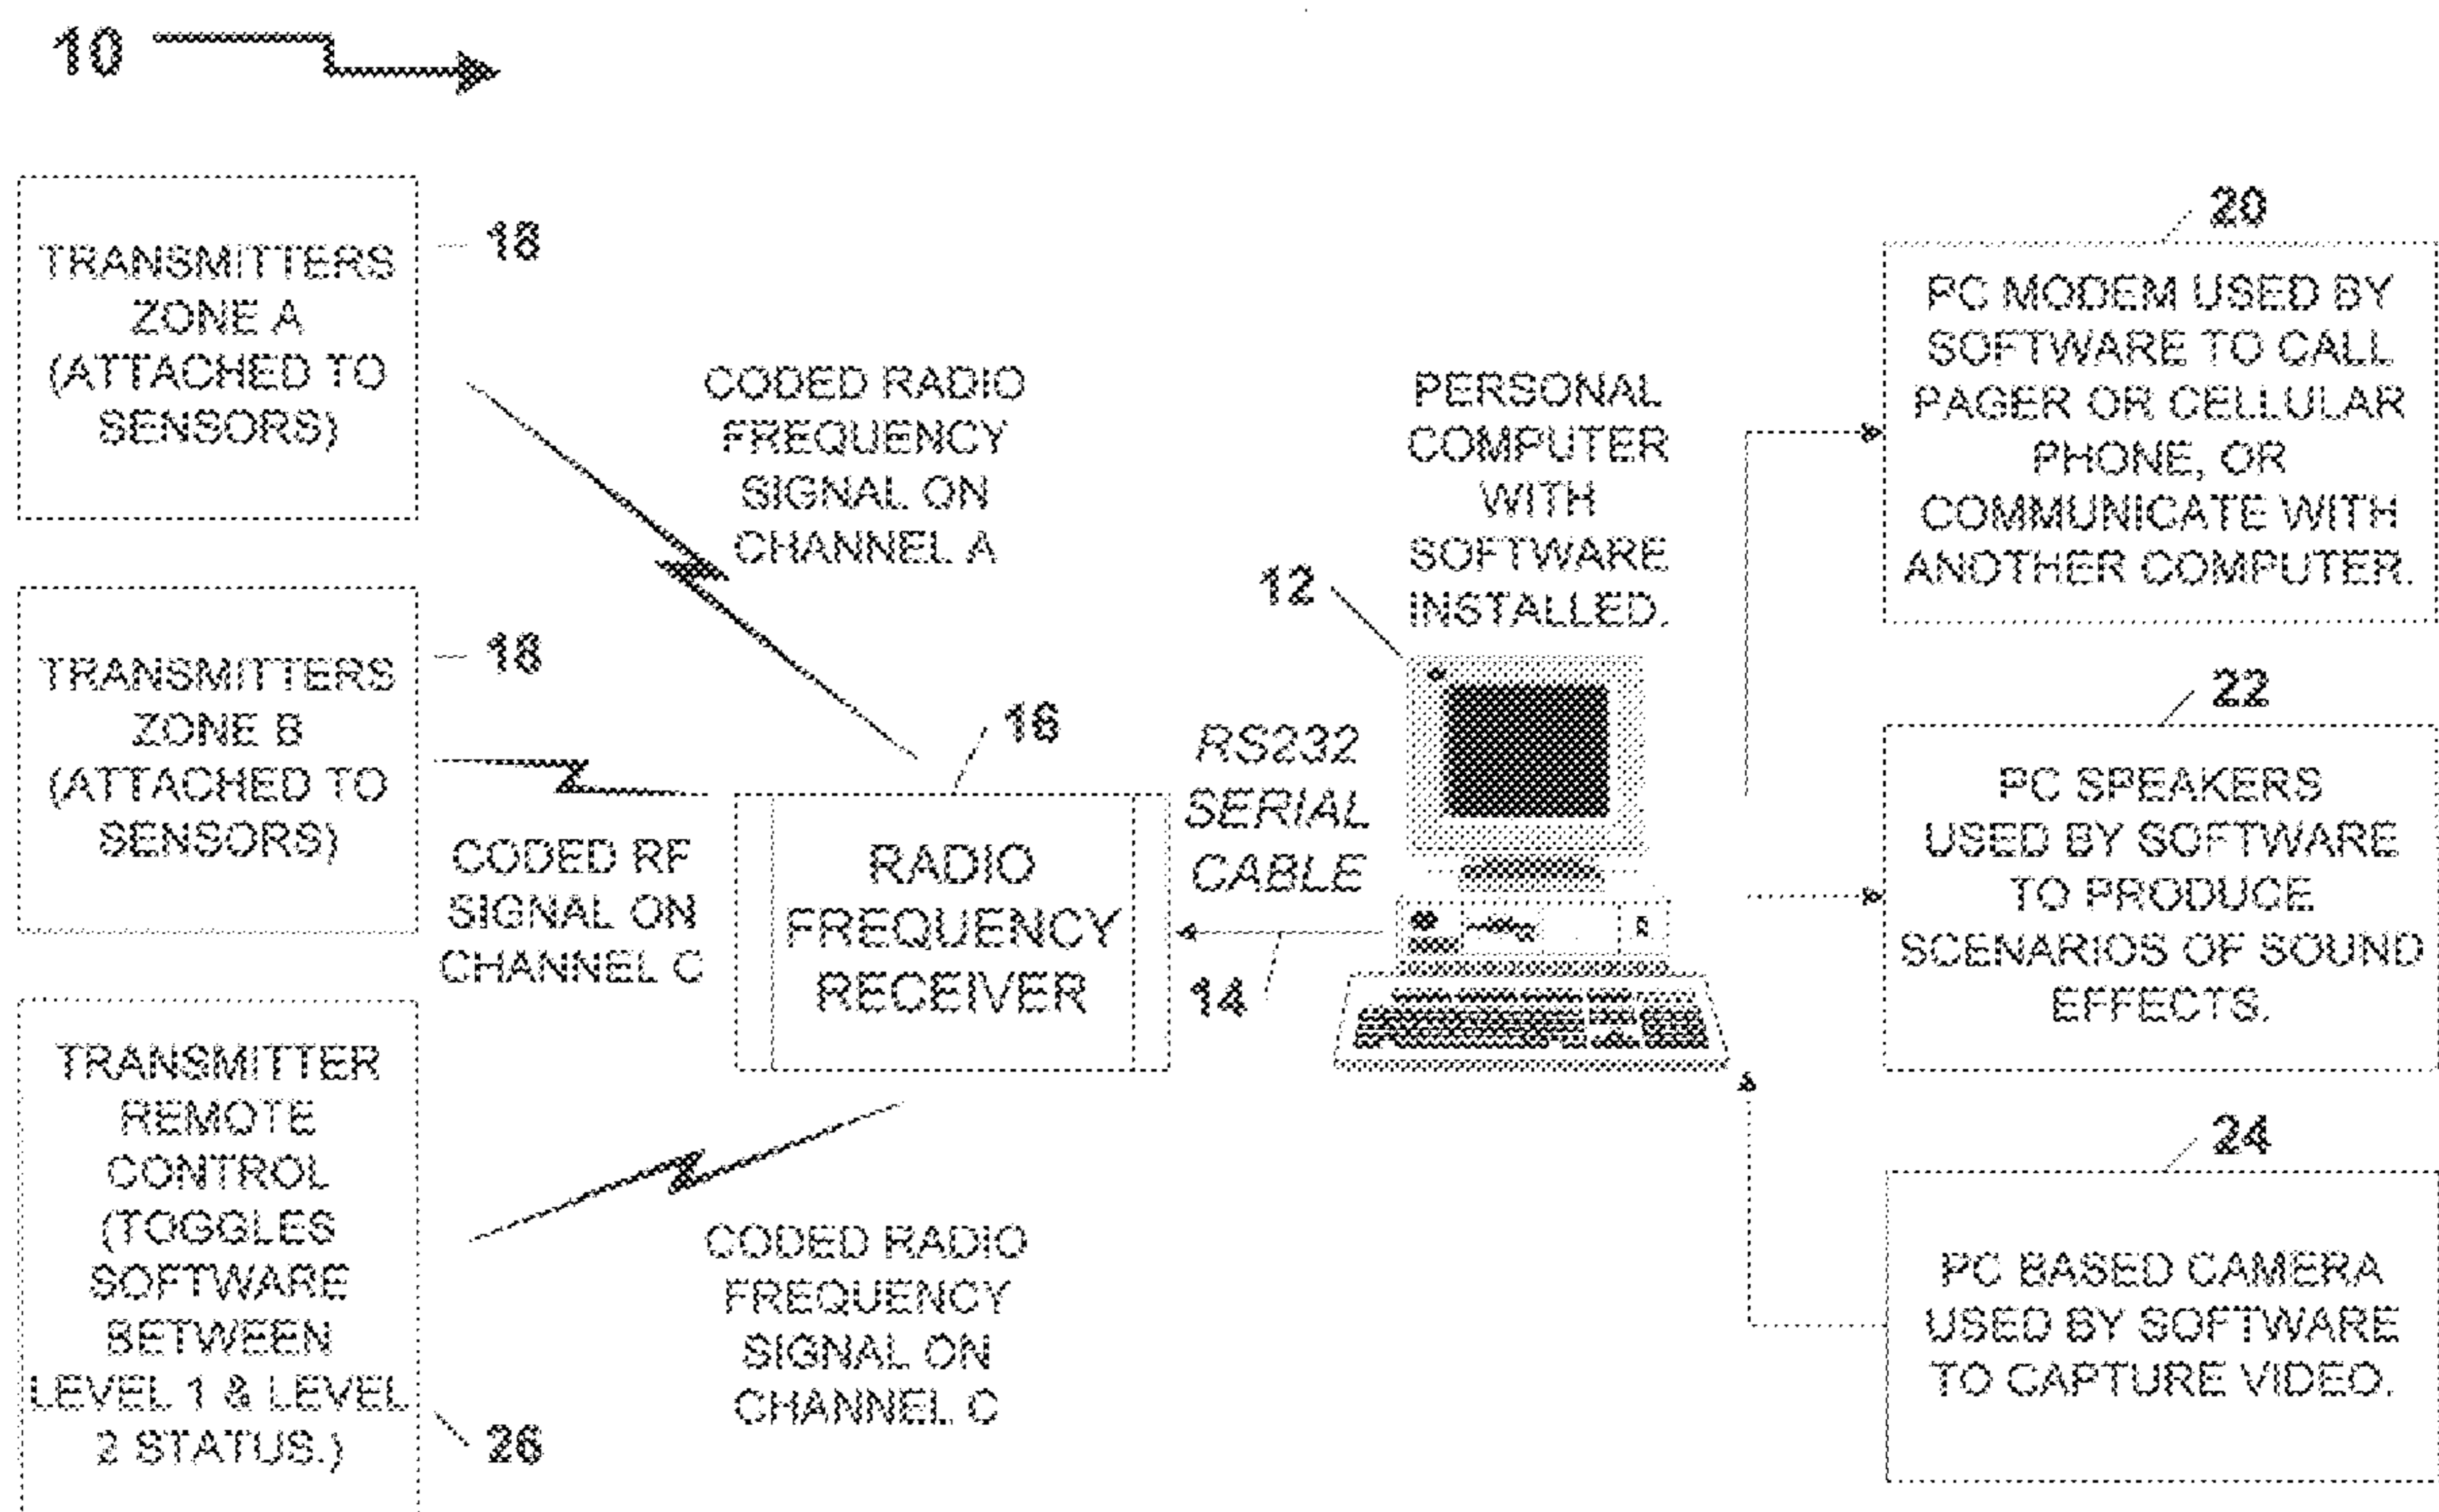 10
TRANSMITTERS
ZONE A
(ATTACHED TO
SENSORS)
18
CODED RADIO
FREQUENCY
SIGNAL ON
CHANNEL A
TRANSMITTERS
ZONE B
(ATTACHED TO
SENSORS)
18
CODED RF
SIGNAL ON
CHANNEL C
TRANSMITTER
REMOTE
CONTROL
(TOGGLES
SOFTWARE
BETWEEN
LEVEL 1 & LEVEL
2 STATUS.)
26
CODED RADIO
FREQUENCY
SIGNAL ON
CHANNEL C
16
RADIO
FREQUENCY
RECEIVER
RS232
SERIAL
CABLE
14
PERSONAL
COMPUTER
WITH
SOFTWARE
INSTALLED.
12
20
PC MODEM USED BY
SOFTWARE TO CALL
PAGER OR CELLULAR
PHONE, OR
COMMUNICATE WITH
ANOTHER COMPUTER.
22
PC SPEAKERS
USED BY SOFTWARE
TO PRODUCE
SCENARIOS OF SOUND
EFFECTS.
24
PC BASED CAMERA
USED BY SOFTWARE
TO CAPTURE VIDEO.